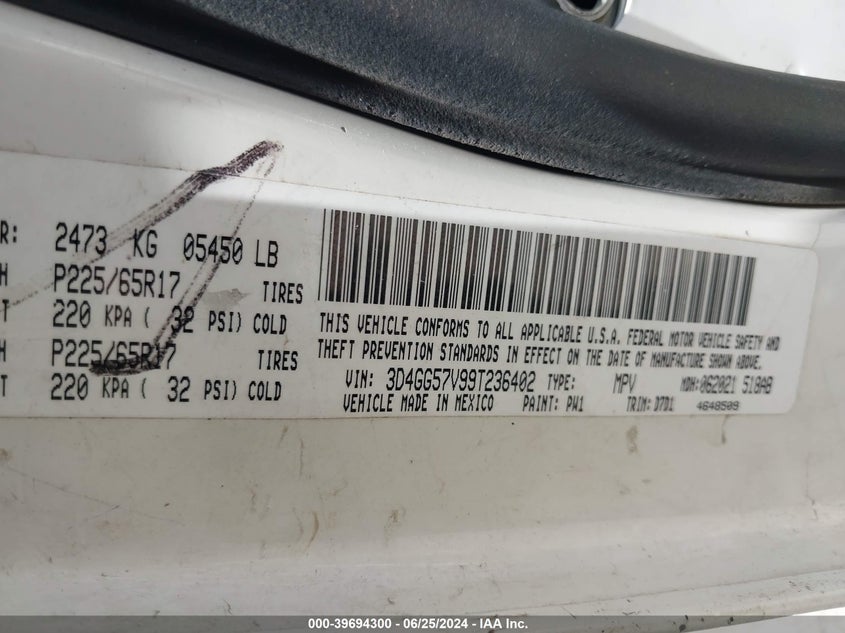 R: 2473 KG 05450 LB
H P225/65R17 TIRES
T 220 KPA ( 32 PSI) COLD
H P225/65R17 TIRES
T 220 KPA ( 32 PSI) COLD
THIS VEHICLE CONFORMS TO ALL APPLICABLE U.S.A. FEDERAL MOTOR VEHICLE SAFETY AND
THEFT PREVENTION STANDARDS IN EFFECT ON THE DATE OF MANUFACTURE SHOWN ABOVE.
VIN: 3D4GG57V99T236402 TYPE: MPV MDH:062021 518AB
VEHICLE MADE IN MEXICO PAINT: PW1 TRIM: D7D1 4648509
000-39694300 - 06/25/2024 - IAA Inc.